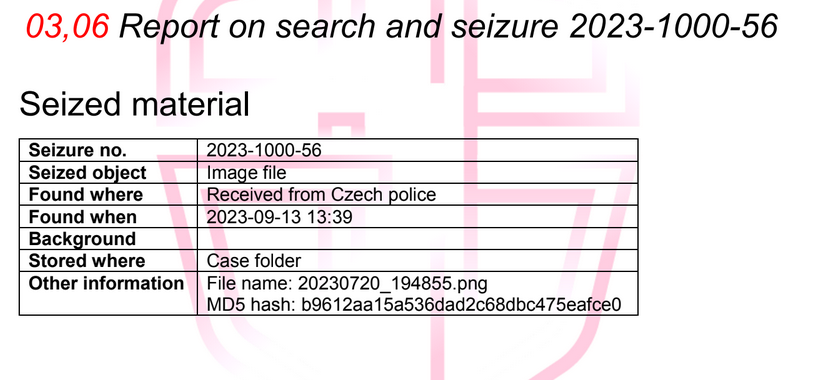 03,06 Report on search and seizure 2023-1000-56
Seized material
Seizure no. 2023-1000-56
Seized object Image file
Found where Received from Czech police
Found when 2023-09-13 13:39
Background
Stored where Case folder
Other information File name: 20230720_194855.png
MD5 hash: b9612aa15a536dad2c68dbc475eafce0